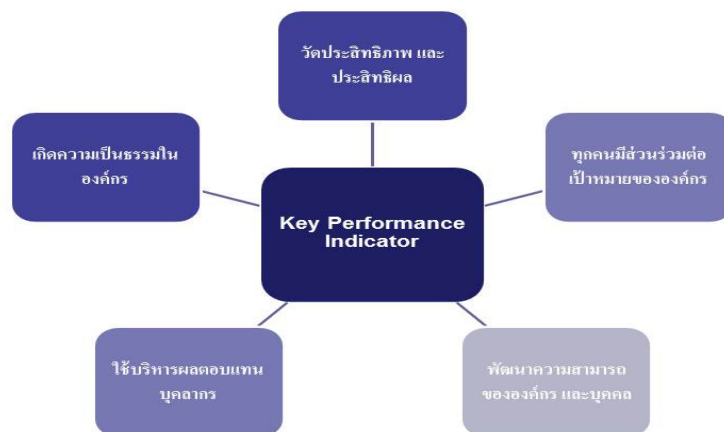 วัดประสิทธิภาพ และ
ประสิทธิผล
เกิดความเป็นธรรมใน
องค์กร
ทุกคนมีส่วนร่วมต่อ
เป้าหมายขององค์กร
Key Performance
Indicator
ใช้บริหารผลตอบแทน
บุคลากร
พัฒนาความสามารถ
ขององค์กร และบุคคล